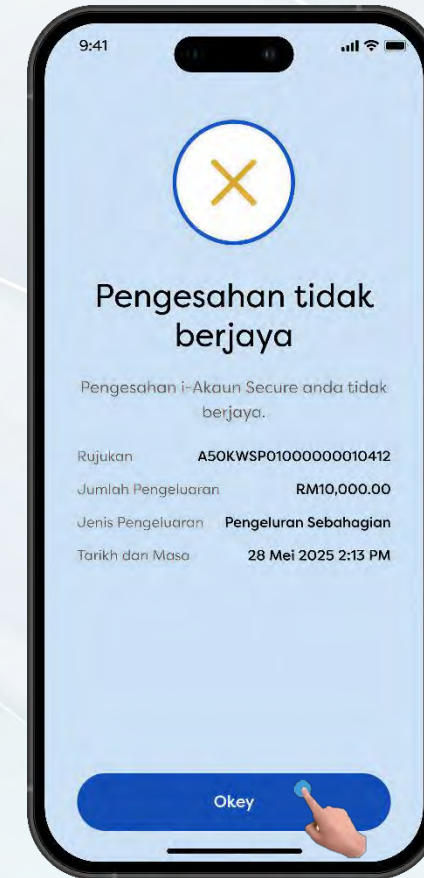 9:41
Pengesahan tidak
berjaya
Pengesahan i-Akaun Secure anda tidak
berjaya.
Rujukan A50KWSP01000000010412
Jumlah Pengeluaran RM10,000.00
Jenis Pengeluaran Pengeluran Sebahagian
Tarikh dan Masa 28 Mei 2025 2:13 PM
Okey